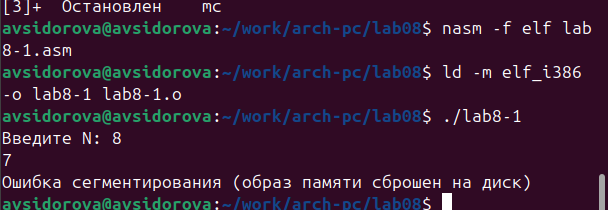 [3]+  Остановлен    mc
avsidorova@avsidorova:~/work/arch-pc/lab08$ nasm -f elf lab
8-1.asm
avsidorova@avsidorova:~/work/arch-pc/lab08$ ld -m elf_i386
-o lab8-1 lab8-1.o
avsidorova@avsidorova:~/work/arch-pc/lab08$ ./lab8-1
Введите N: 8
7
Ошибка сегментирования (образ памяти сброшен на диск)
avsidorova@avsidorova:~/work/arch-pc/lab08$